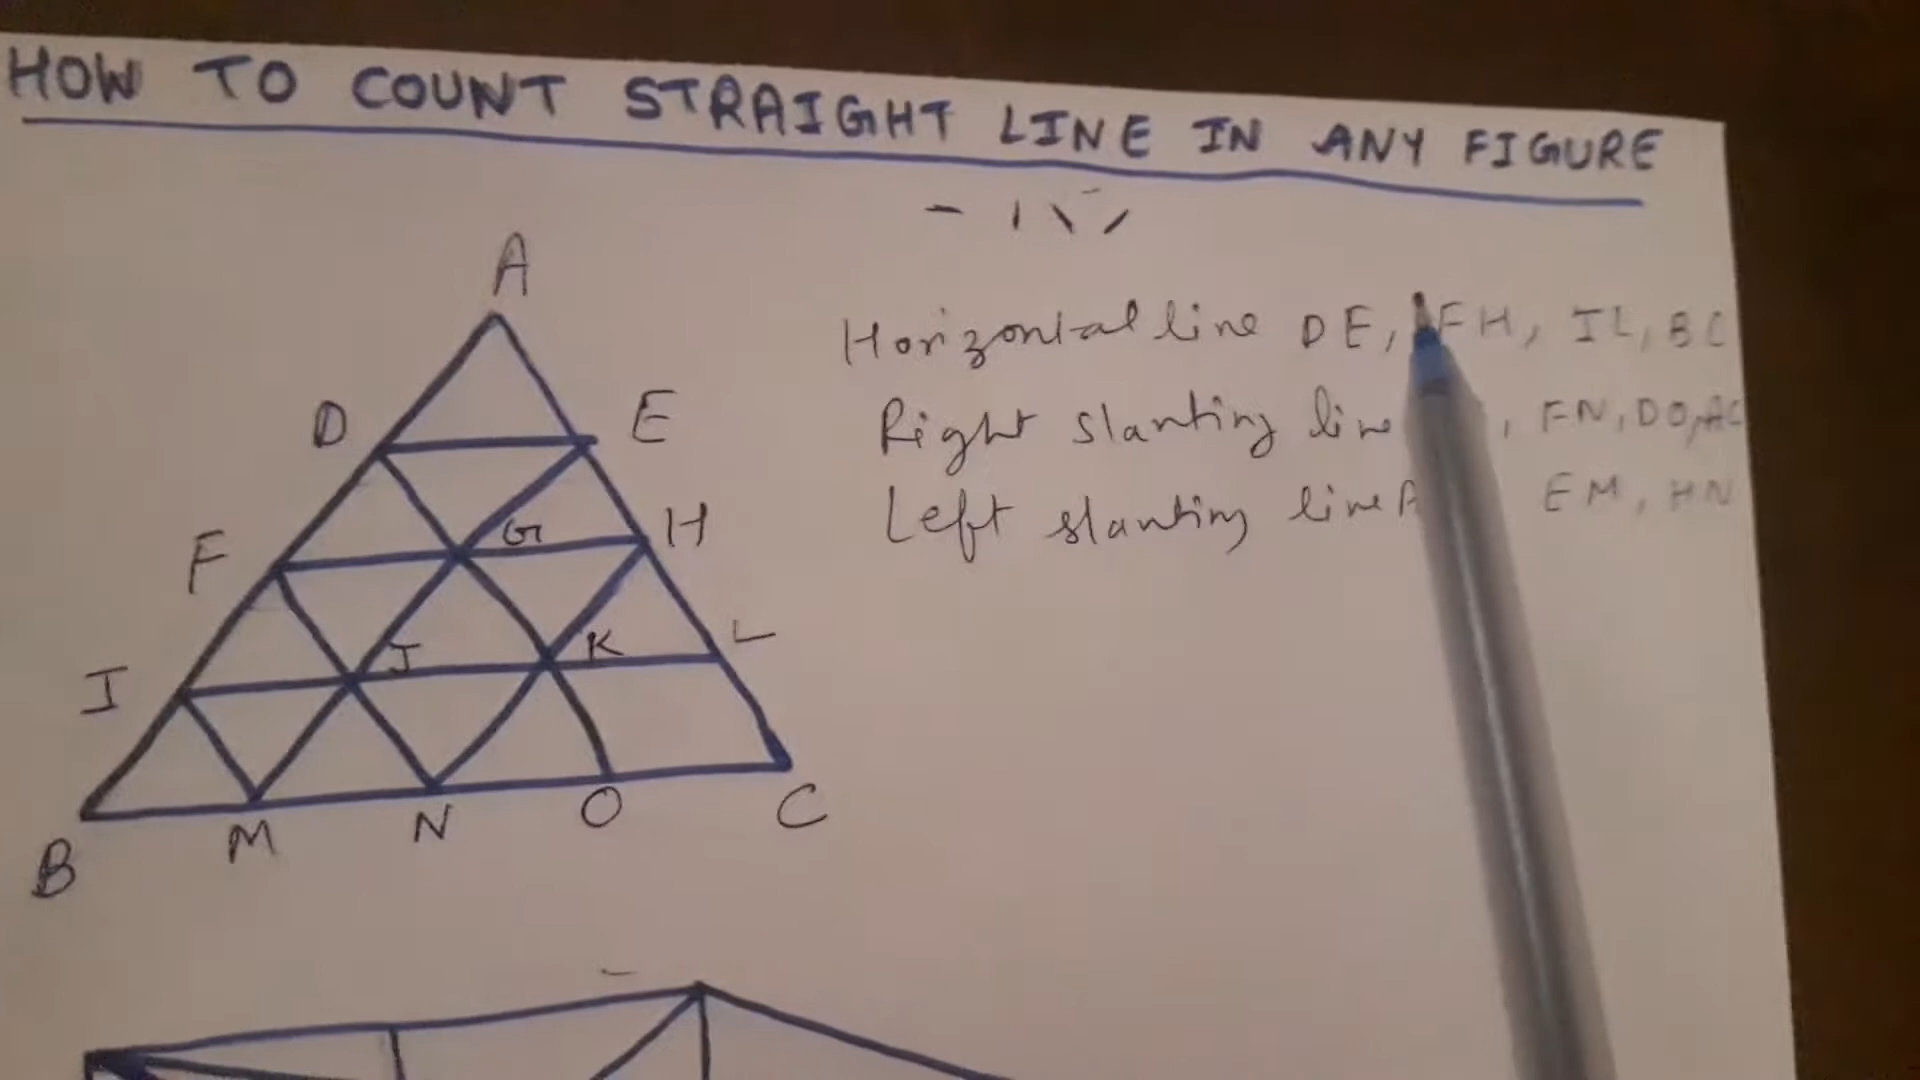 HOW TO COUNT STRAIGHT LINE IN ANY FIGURE
A
Horizontal line DE, FH, IL, BC
D E
Right slanting line , FN, DO, AC
F G H
Left slanting line A EM, HN
I J K L
B M N O C